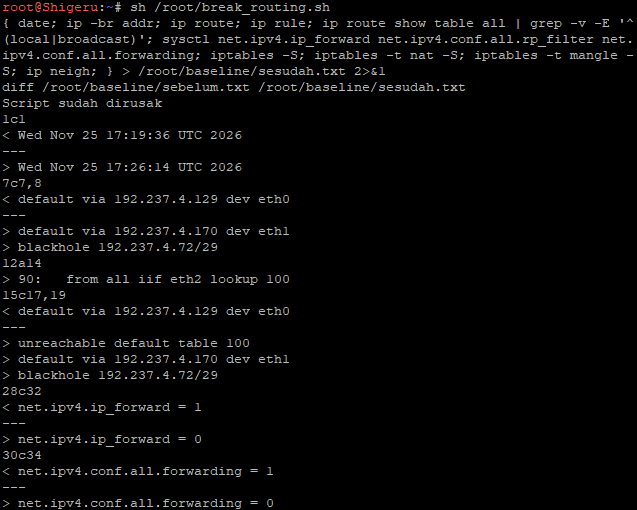 root@Shigeru:~# sh /root/break_routing.sh
{ date; ip -br addr; ip route; ip rule; ip route show table all | grep -v -E '^
(local|broadcast)'; sysctl net.ipv4.ip_forward net.ipv4.conf.all.rp_filter net.
ipv4.conf.all.forwarding; iptables -S; iptables -t nat -S; iptables -t mangle -
S; ip neigh; } > /root/baseline/sesudah.txt 2>&1
diff /root/baseline/sebelum.txt /root/baseline/sesudah.txt
Script sudah dirusak
1c1
< Wed Nov 25 17:19:36 UTC 2026
---
> Wed Nov 25 17:26:14 UTC 2026
7c7,8
< default via 192.237.4.129 dev eth0
---
> default via 192.237.4.170 dev eth1
> blackhole 192.237.4.72/29
12a14
> 90:   from all iif eth2 lookup 100
15c17,19
< default via 192.237.4.129 dev eth0
---
> unreachable default table 100
> default via 192.237.4.170 dev eth1
> blackhole 192.237.4.72/29
28c32
< net.ipv4.ip_forward = 1
---
> net.ipv4.ip_forward = 0
30c34
< net.ipv4.conf.all.forwarding = 1
---
> net.ipv4.conf.all.forwarding = 0